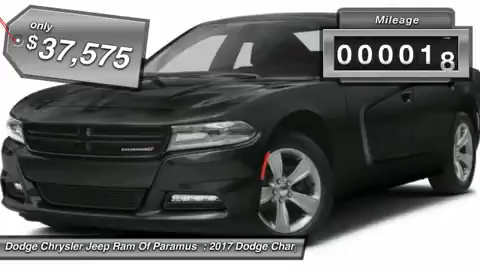 only
$37,575
Mileage
000018
Dodge Chrysler Jeep Ram Of Paramus : 2017 Dodge Char